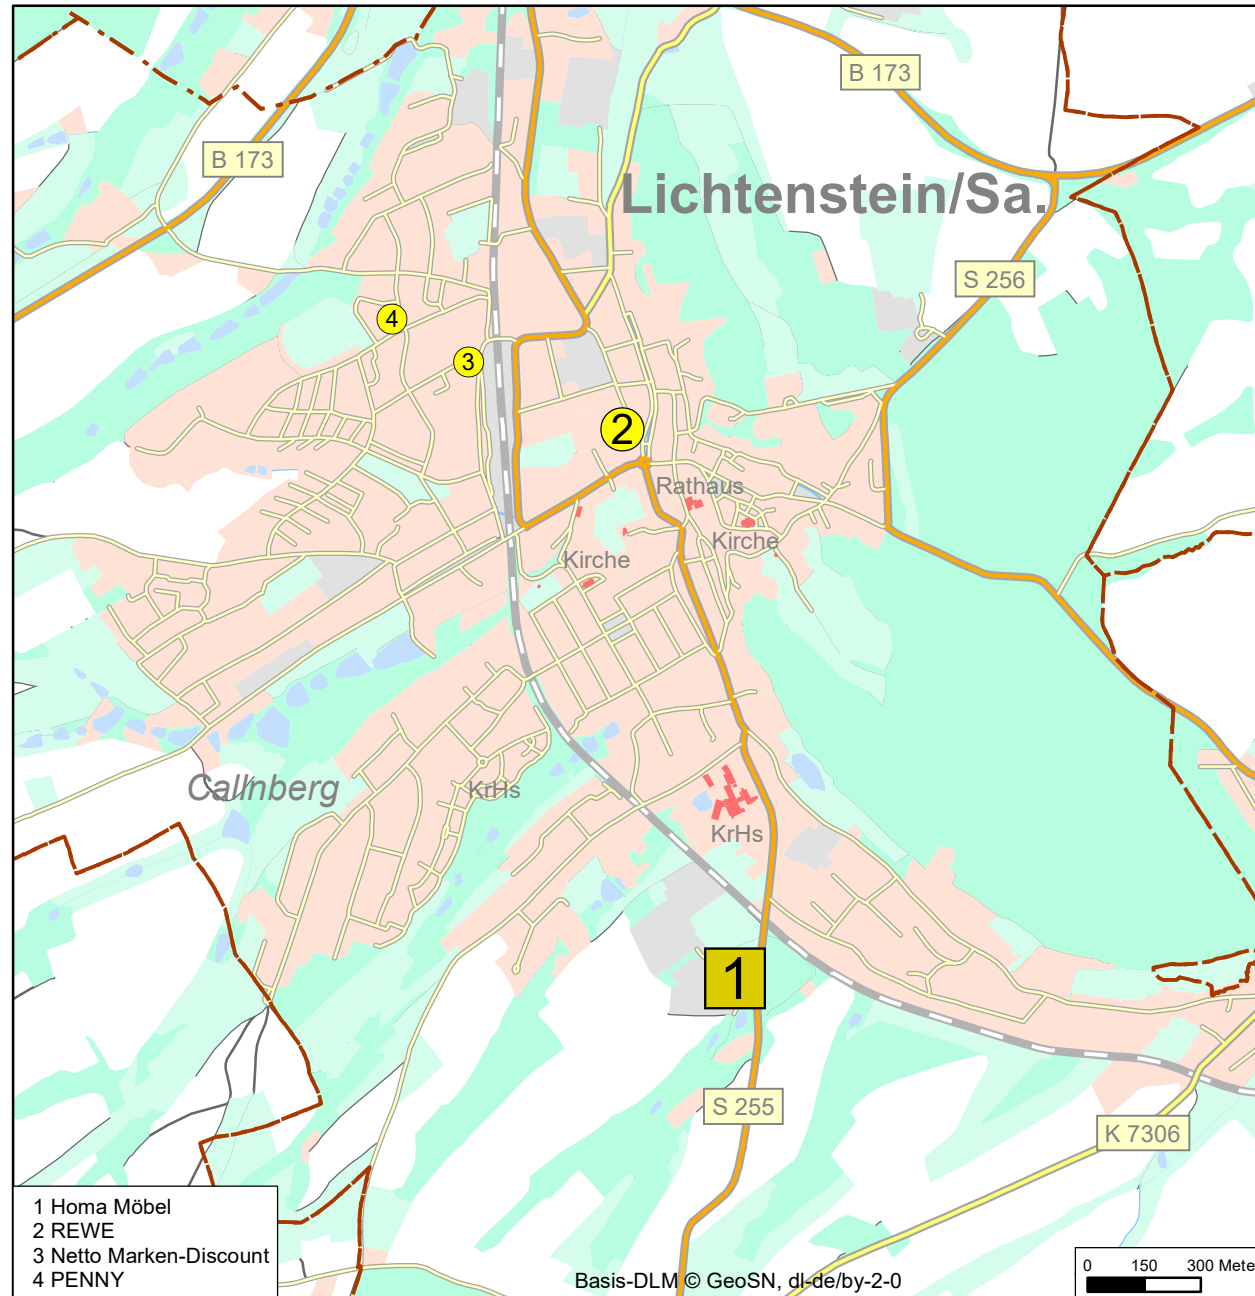 B 173
B 173
Lichtenstein/Sa.
S 256
4
3
2
Rathaus
Kirche
Kirche
Callnberg
KrHs
KrHs
1
S 255
K 7306
1 Homa Möbel
2 REWE
3 Netto Marken-Discount
4 PENNY
Basis-DLM © GeoSN, dl-de/by-2-0
0 150 300 Mete